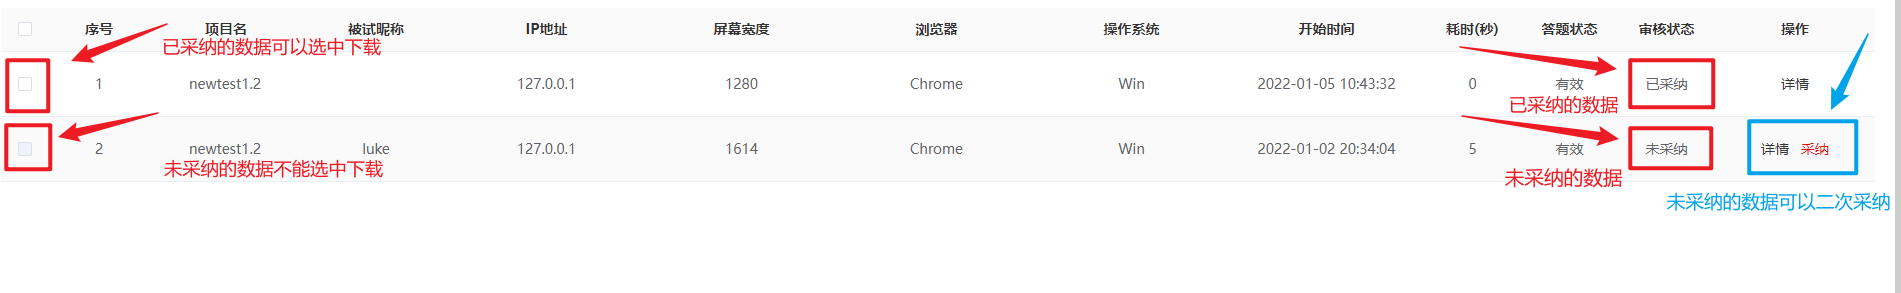 序号 项目名 被试昵称 IP地址 屏幕宽度 浏览器 操作系统 开始时间 耗时(秒) 答题状态 审核状态 操作
已采纳的数据可以选中下载
1 newtest1.2 127.0.0.1 1280 Chrome Win 2022-01-05 10:43:32 0 有效 已采纳 详情
已采纳的数据
2 newtest1.2 luke 127.0.0.1 1614 Chrome Win 2022-01-02 20:34:04 5 有效 未采纳 详情 采纳
未采纳的数据不能选中下载
未采纳的数据
未采纳的数据可以二次采纳